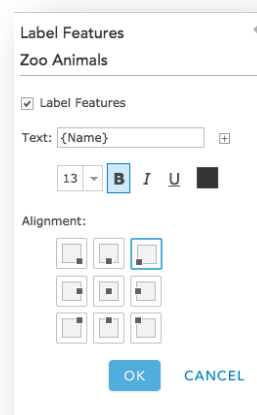 Label Features
Zoo Animals
Label Features
Text: {Name}
13 B I U
Alignment:
OK CANCEL